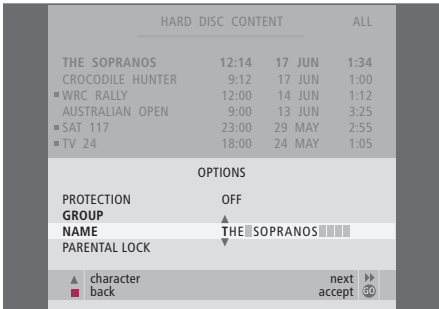 HARD DISC CONTENT ALL
THE SOPRANOS 12:14 17 JUN 1:34
CROCODILE HUNTER 9:12 17 JUN 1:00
WRC RALLY 12:00 14 JUN 1:12
AUSTRALIAN OPEN 9:00 13 JUN 3:25
SAT 117 23:00 29 MAY 2:55
TV 24 18:00 24 MAY 1:05
OPTIONS
PROTECTION OFF
GROUP
NAME THE SOPRANOS
PARENTAL LOCK
character next
back accept GO